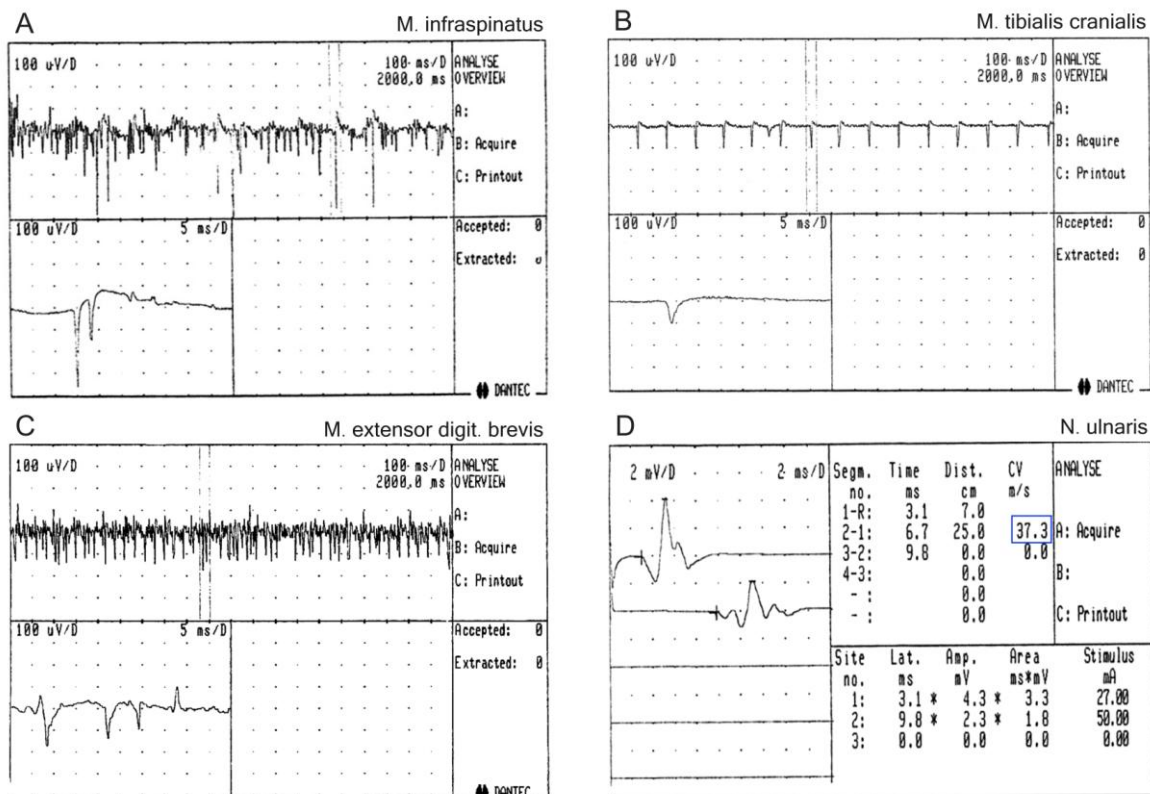 A
M. infraspinatus
100 uV/D
100 ms/D
2000,0 ms
ANALYSE
OVERVIEW
A:
B: Acquire
C: Printout
100 uV/D
5 ms/D
Accepted: 0
Extracted: 0
DANTEC
B
M. tibialis cranialis
100 uV/D
100 ms/D
2000,0 ms
ANALYSE
OVERVIEW
A:
B: Acquire
C: Printout
100 uV/D
5 ms/D
Accepted: 0
Extracted: 0
DANTEC
C
M. extensor digit. brevis
100 uV/D
100 ms/D
2000,0 ms
ANALYSE
OVERVIEW
A:
B: Acquire
C: Printout
100 uV/D
5 ms/D
Accepted: 0
Extracted: 0
DANTEC
D
N. ulnaris
2 mV/D
2 ms/D
Segm. Time Dist. CV
no. ms cm m/s
1-R: 3.1 7.0
2-1: 6.7 25.0 37.3
3-2: 9.8 0.0 0.0
4-3: 0.0
- : 0.0
- : 0.0
ANALYSE
A: Acquire
B:
C: Printout
Site Lat. Amp. Area Stimulus
no. ms mV ms*mV mA
1: 3.1 * 4.3 * 3.3 27.00
2: 9.8 * 2.3 * 1.8 50.00
3: 0.0 0.0 0.0 0.00